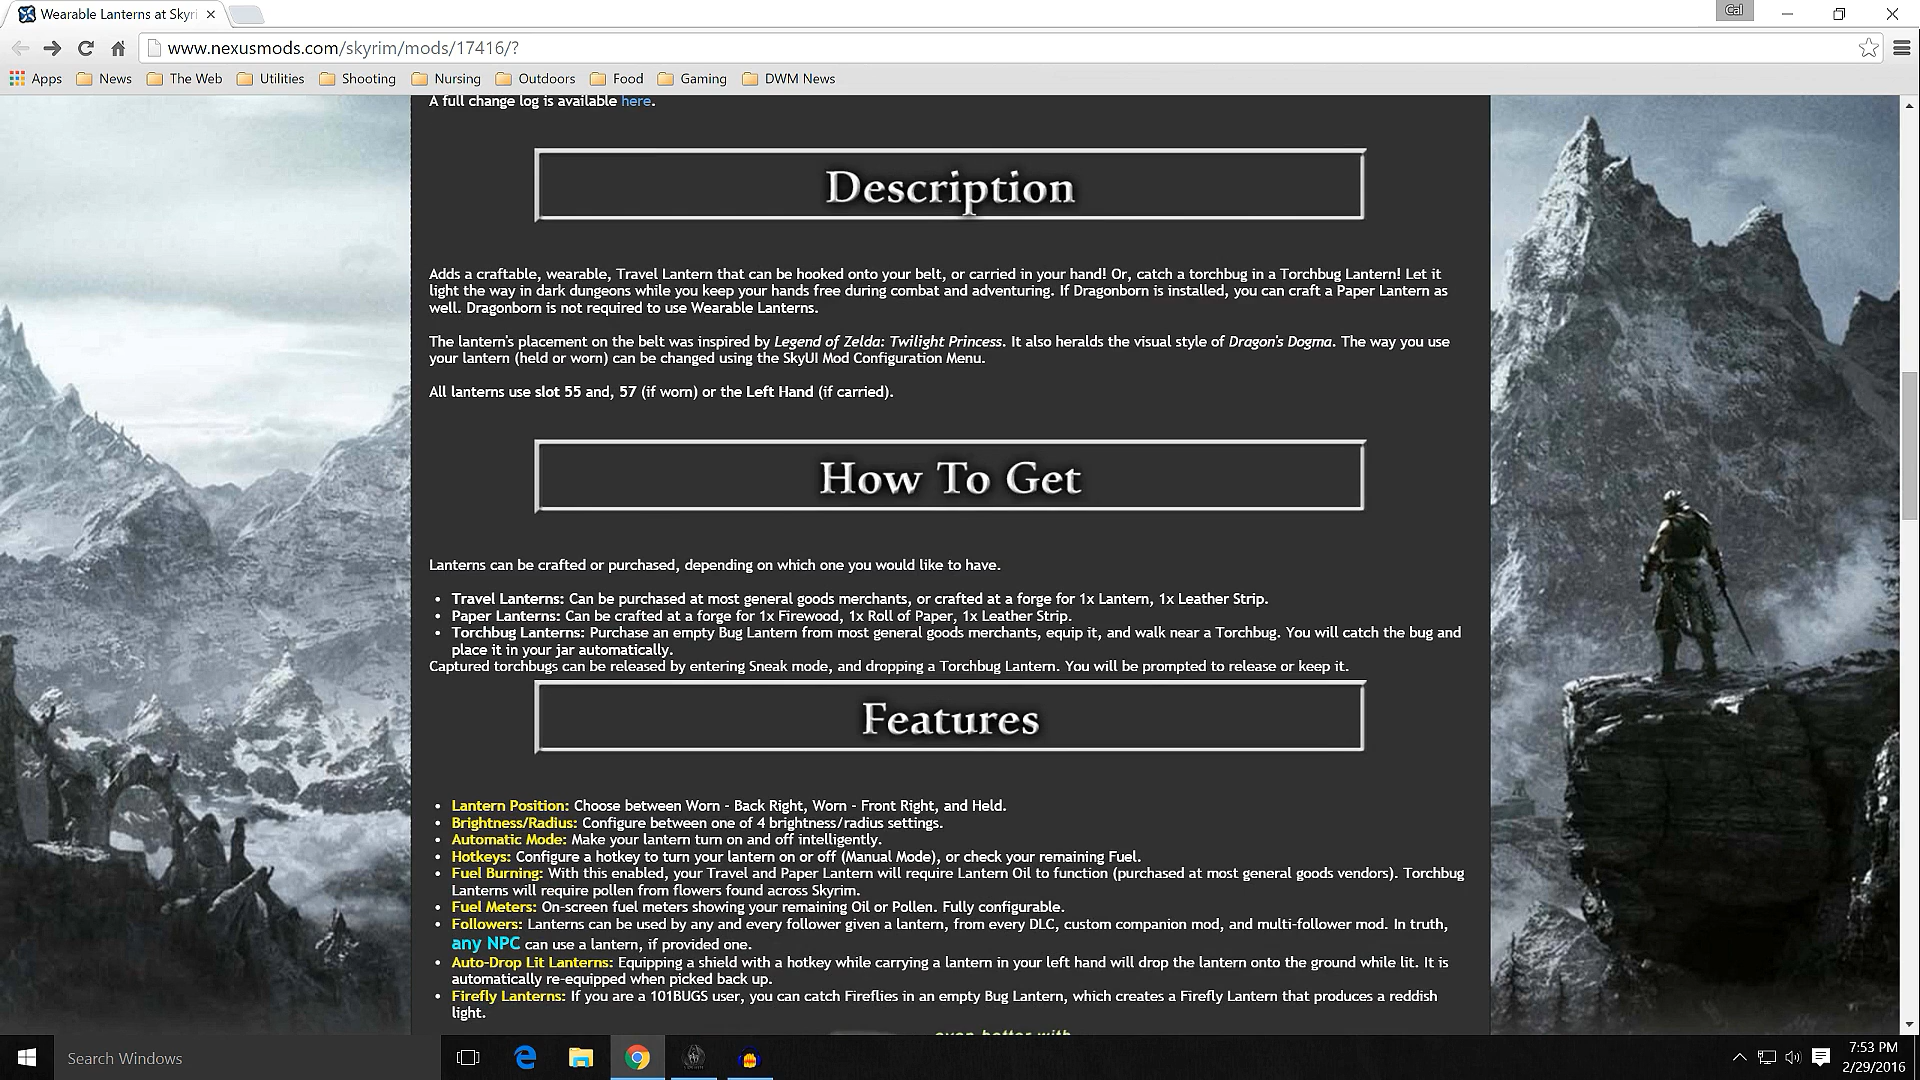 Wearable Lanterns at Skyri
Cal
www.nexusmods.com/skyrim/mods/17416/?
Apps News The Web Utilities Shooting Nursing Outdoors Food Gaming DWM News
A full change log is available here.
Description
Adds a craftable, wearable, Travel Lantern that can be hooked onto your belt, or carried in your hand! Or, catch a torchbug in a Torchbug Lantern! Let it
light the way in dark dungeons while you keep your hands free during combat and adventuring. If Dragonborn is installed, you can craft a Paper Lantern as
well. Dragonborn is not required to use Wearable Lanterns.
The lantern's placement on the belt was inspired by Legend of Zelda: Twilight Princess. It also heralds the visual style of Dragon's Dogma. The way you use
your lantern (held or worn) can be changed using the SkyUI Mod Configuration Menu.
All lanterns use slot 55 and, 57 (if worn) or the Left Hand (if carried).
How To Get
Lanterns can be crafted or purchased, depending on which one you would like to have.
• Travel Lanterns: Can be purchased at most general goods merchants, or crafted at a forge for 1x Lantern, 1x Leather Strip.
• Paper Lanterns: Can be crafted at a forge for 1x Firewood, 1x Roll of Paper, 1x Leather Strip.
• Torchbug Lanterns: Purchase an empty Bug Lantern from most general goods merchants, equip it, and walk near a Torchbug. You will catch the bug and
place it in your jar automatically.
Captured torchbugs can be released by entering Sneak mode, and dropping a Torchbug Lantern. You will be prompted to release or keep it.
Features
• Lantern Position: Choose between Worn - Back Right, Worn - Front Right, and Held.
• Brightness/Radius: Configure between one of 4 brightness/radius settings.
• Automatic Mode: Make your lantern turn on and off intelligently.
• Hotkeys: Configure a hotkey to turn your lantern on or off (Manual Mode), or check your remaining Fuel.
• Fuel Burning: With this enabled, your Travel and Paper Lantern will require Lantern Oil to function (purchased at most general goods vendors). Torchbug
Lanterns will require pollen from flowers found across Skyrim.
• Fuel Meters: On-screen fuel meters showing your remaining Oil or Pollen. Fully configurable.
• Followers: Lanterns can be used by any and every follower given a lantern, from every DLC, custom companion mod, and multi-follower mod. In truth,
any NPC can use a lantern, if provided one.
• Auto-Drop Lit Lanterns: Equipping a shield with a hotkey while carrying a lantern in your left hand will drop the lantern onto the ground while lit. It is
automatically re-equipped when picked back up.
• Firefly Lanterns: If you are a 101BUGS user, you can catch Fireflies in an empty Bug Lantern, which creates a Firefly Lantern that produces a reddish
light.
even better with
Search Windows
7:53 PM
2/29/2016